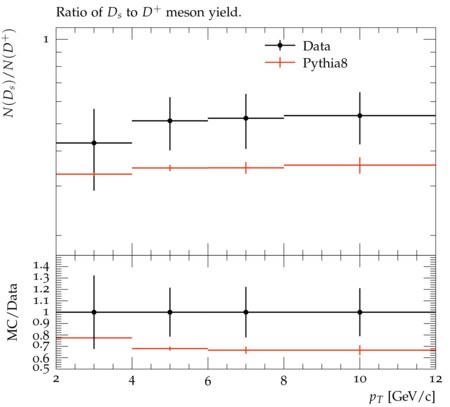 Ratio of D_s to D^+ meson yield.
N(D_s)/N(D^+)
1
Data
Pythia8
MC/Data
1.4
1.3
1.2
1.1
1
0.9
0.8
0.7
0.6
0.5
2 4 6 8 10 12
p_T [GeV/c]